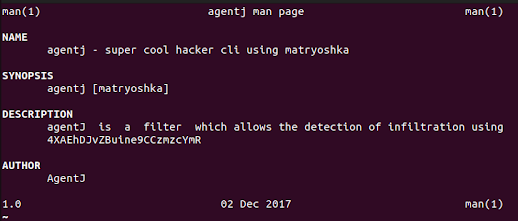 man(1) agentj man page man(1)
NAME
agentj - super cool hacker cli using matryoshka
SYNOPSIS
agentj [matryoshka]
DESCRIPTION
agentJ is a filter which allows the detection of infiltration using
4XAEhDJvZBuine9CCzmzcYmR
AUTHOR
AgentJ
1.0 02 Dec 2017 man(1)
~